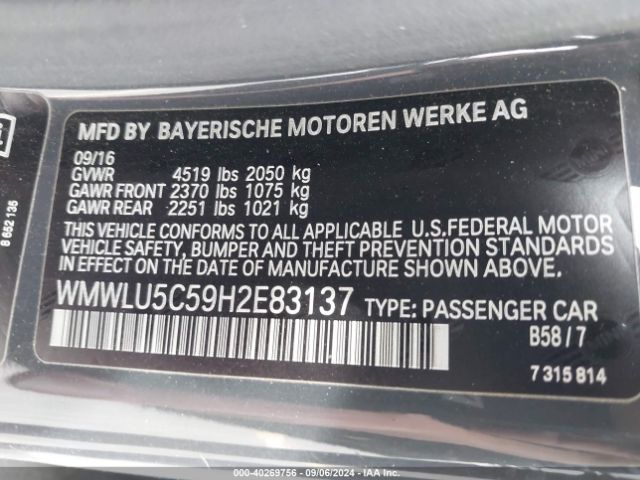 MFD BY BAYERISCHE MOTOREN WERKE AG
09/16
GVWR 4519 lbs 2050 kg
GAWR FRONT 2370 lbs 1075 kg
GAWR REAR 2251 lbs 1021 kg
THIS VEHICLE CONFORMS TO ALL APPLICABLE U.S.FEDERAL MOTOR
VEHICLE SAFETY, BUMPER AND THEFT PREVENTION STANDARDS
IN EFFECT ON THE DATE OF MANUFACTURE SHOWN ABOVE.
WMWLU5C59H2E83137 TYPE: PASSENGER CAR
B58/7
7 315 814
8 652 135
000-40269756 - 09/06/2024 - IAA Inc.